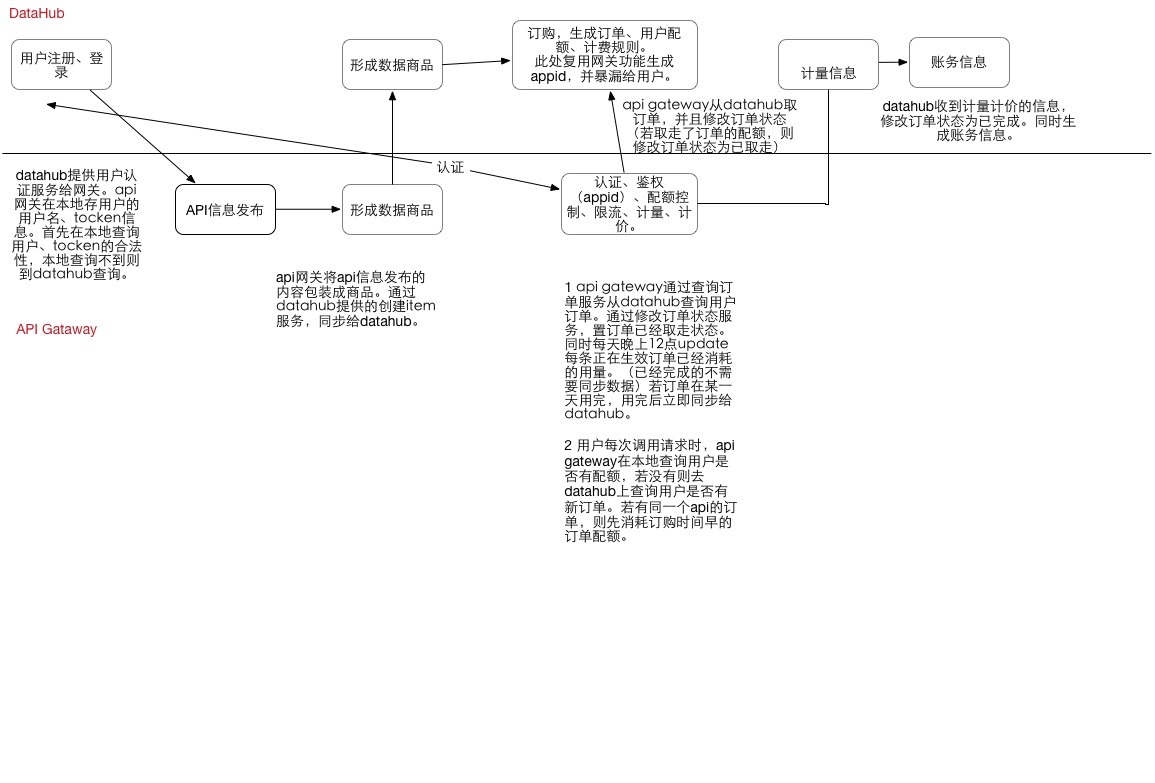 DataHub
用户注册、登
录
形成数据商品
订购，生成订单、用户配
额、计费规则。
此处复用网关功能生成
appid，并暴漏给用户。
计量信息
账务信息
api gateway从datahub取
订单，并且修改订单状态
（若取走了订单的配额，则
修改订单状态为已取走）
datahub收到计量计价的信息，
修改订单状态为已完成。同时生
成账务信息。
认证
datahub提供用户认
证服务给网关。api
网关在本地存用户的
用户名、tocken信
息。首先在本地查询
用户、tocken的合法
性，本地查询不到则
到datahub查询。
API信息发布
形成数据商品
认证、鉴权
（appid）、配额控
制、限流、计量、计
价。
api网关将api信息发布的
内容包装成商品。通过
datahub提供的创建item
服务，同步给datahub。
API Gataway
1 api gateway通过查询订
单服务从datahub查询用户
订单。通过修改订单状态服
务，置订单已经取走状态。
同时每天晚上12点update
每条正在生效订单已经消耗
的用量。（已经完成的不需
要同步数据）若订单在某一
天用完，用完后立即同步给
datahub。
2 用户每次调用请求时，api
gateway在本地查询用户是
否有配额，若没有则去
datahub上查询用户是否有
新订单。若有同一个api的订
单，则先消耗订购时间早的
订单配额。